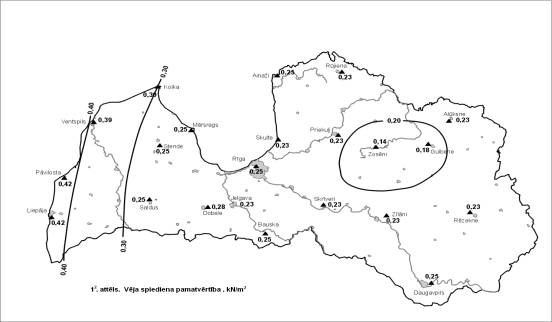 0,30
Kolka
0,30
0,40
Ventspils
0,39
Mērsrags
0,25
Stende
0,25
Pāvilosta
0,42
Liepāja
0,42
0,40
0,25
Saldus
0,30
0,28
Dobele
Jelgava
0,23
Bauska
0,25
Rīga
0,25
Skulte
0,23
Ainaži
0,25
Rūjiena
0,23
Priekuļi
0,23
0,20
0,14
Zosēni
0,18
Gulbene
Alūksne
0,23
Skrīveri
0,23
Zīlāni
0,23
Rēzekne
0,23
0,25
Daugavpils
1². attēls. Vēja spiediena pamatvērtība . kN/m²